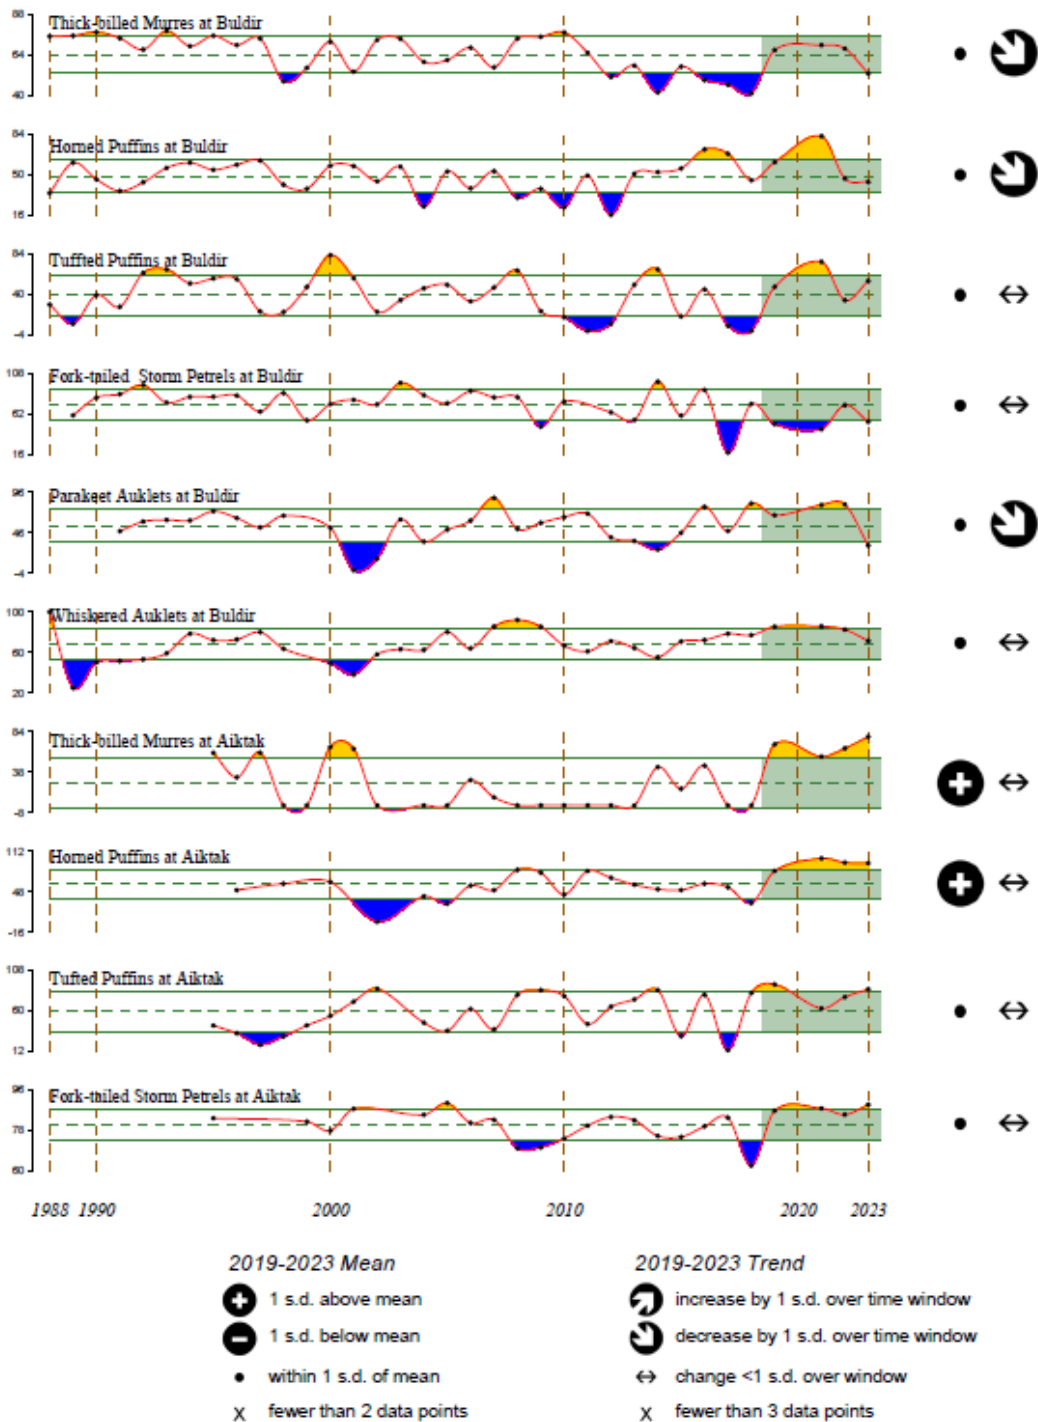 Thick-billed Murres at Buldir
88
64
40
Horned Puffins at Buldir
84
50
16
Tuffted Puffins at Buldir
84
40
-4
Fork-tailed Storm Petrels at Buldir
108
62
16
Parakeet Auklets at Buldir
96
46
-4
Whiskered Auklets at Buldir
100
60
20
Thick-billed Murres at Aiktak
84
38
-8
Horned Puffins at Aiktak
112
48
-16
Tufted Puffins at Aiktak
108
60
12
Fork-tailed Storm Petrels at Aiktak
96
78
60
1988 1990 2000 2010 2020 2023
2019-2023 Mean
1 s.d. above mean
1 s.d. below mean
within 1 s.d. of mean
x fewer than 2 data points
2019-2023 Trend
increase by 1 s.d. over time window
decrease by 1 s.d. over time window
change <1 s.d. over window
x fewer than 3 data points